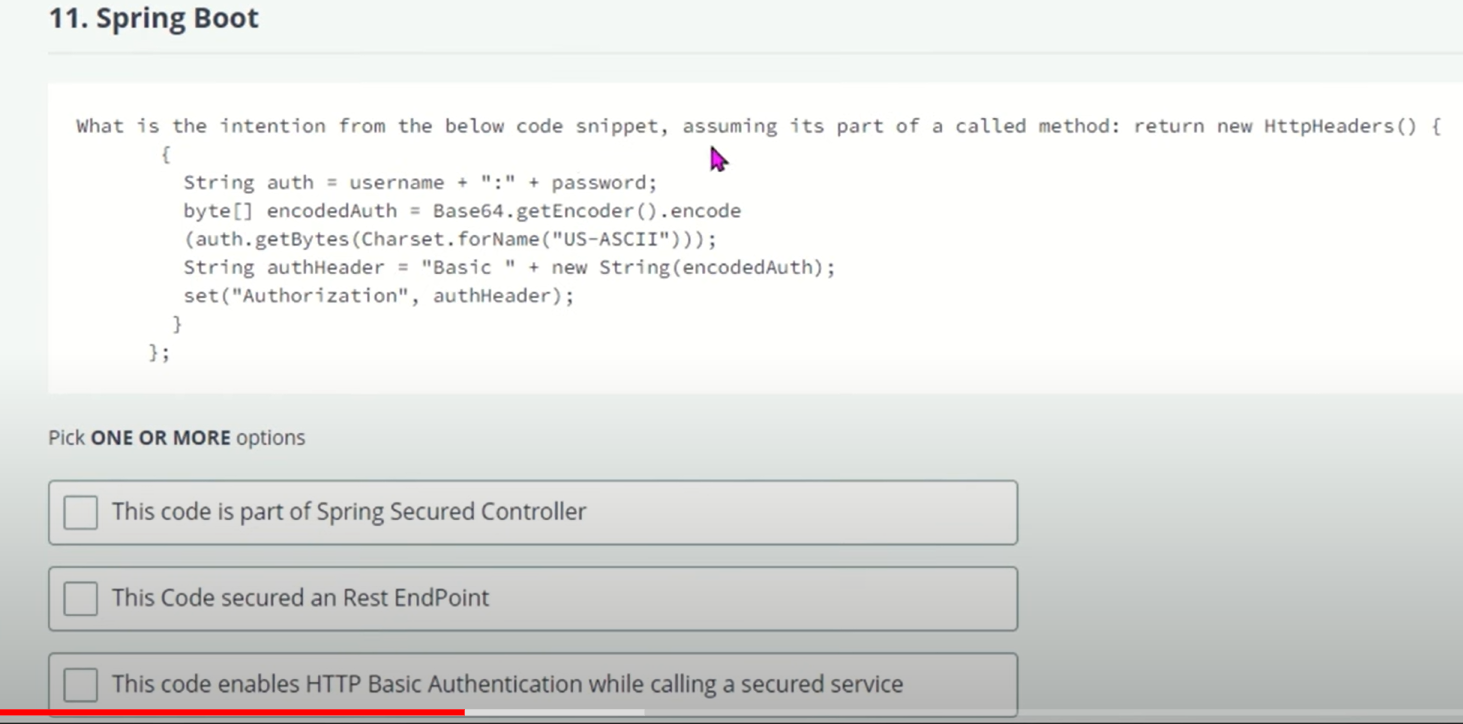 11. Spring Boot
What is the intention from the below code snippet, assuming its part of a called method: return new HttpHeaders() {
{
String auth = username + ":" + password;
byte[] encodedAuth = Base64.getEncoder().encode
(auth.getBytes(Charset.forName("US-ASCII")));
String authHeader = "Basic " + new String(encodedAuth);
set("Authorization", authHeader);
}
};
Pick ONE OR MORE options
This code is part of Spring Secured Controller
This Code secured an Rest EndPoint
This code enables HTTP Basic Authentication while calling a secured service